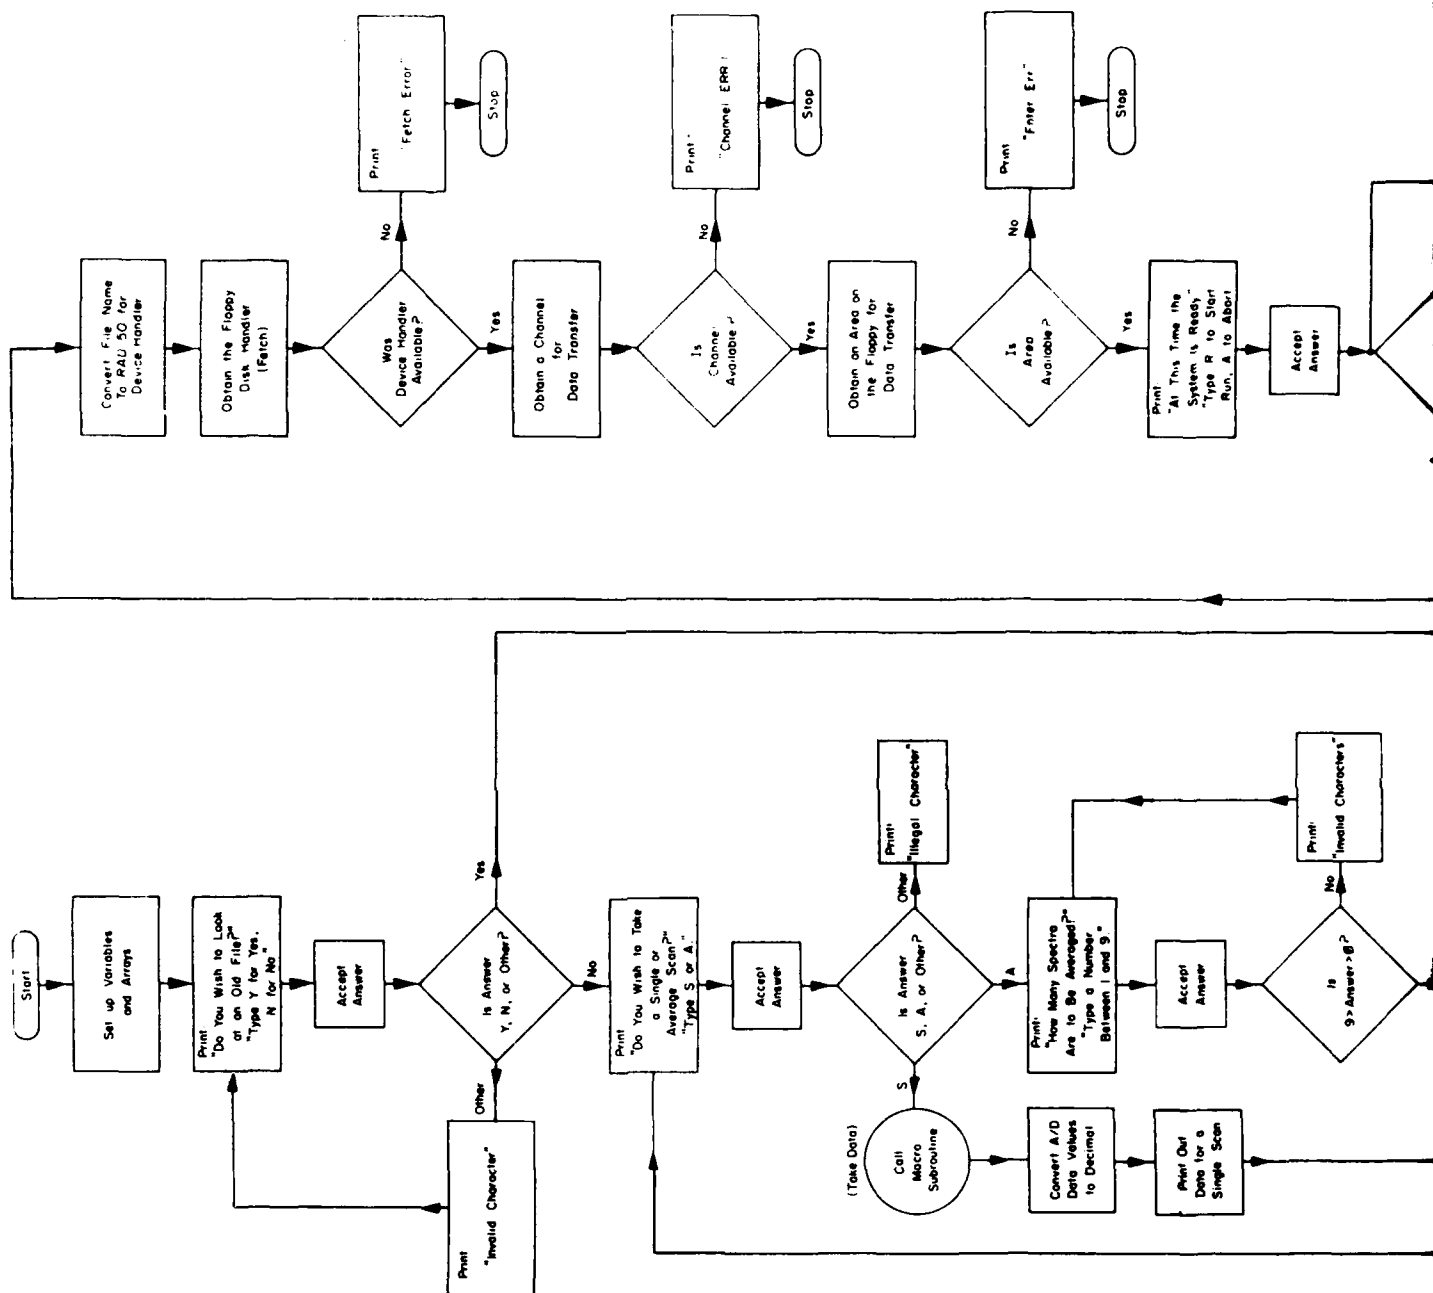 Start
Set up Variables
and Arrays
Print
"Do You Wish to Look
at an Old File?"
"Type Y for Yes,
N for No"
Accept
Answer
Is Answer
Y, N, or Other?
Yes
Other
No
Print
"Invalid Character"
Print
"Do You Wish to Take
a Single or
Average Scan?"
"Type S or A."
Accept
Answer
Is Answer
S, A, or Other?
Other
Print:
"Illegal Character"
S
A
(Take Data)
Call
Macro
Subroutine
Convert A/D
Data Values
to Decimal
Print Out
Data for a
Single Scan
Print:
"How Many Spectra
Are to Be Averaged?"
"Type a Number
Between 1 and 9."
Accept
Answer
Is
9>Answer>0?
No
Print:
"Invalid Characters"
Convert File Name
To RAD 50 for
Device Handler
Obtain the Floppy
Disk Handler
(Fetch)
Was
Device Handler
Available?
No
Print
"Fetch Error"
Stop
Yes
Obtain a Channel
for
Data Transfer
Is
Channel
Available?
No
Print
"Channel ERR!
Stop
Yes
Obtain an Area on
the Floppy for
Data Transfer
Is
Area
Available?
No
Print
"Enter Err"
Stop
Yes
Print
"At This Time the
System is Ready"
"Type R to Start
Run, A to Abort
Accept
Answer